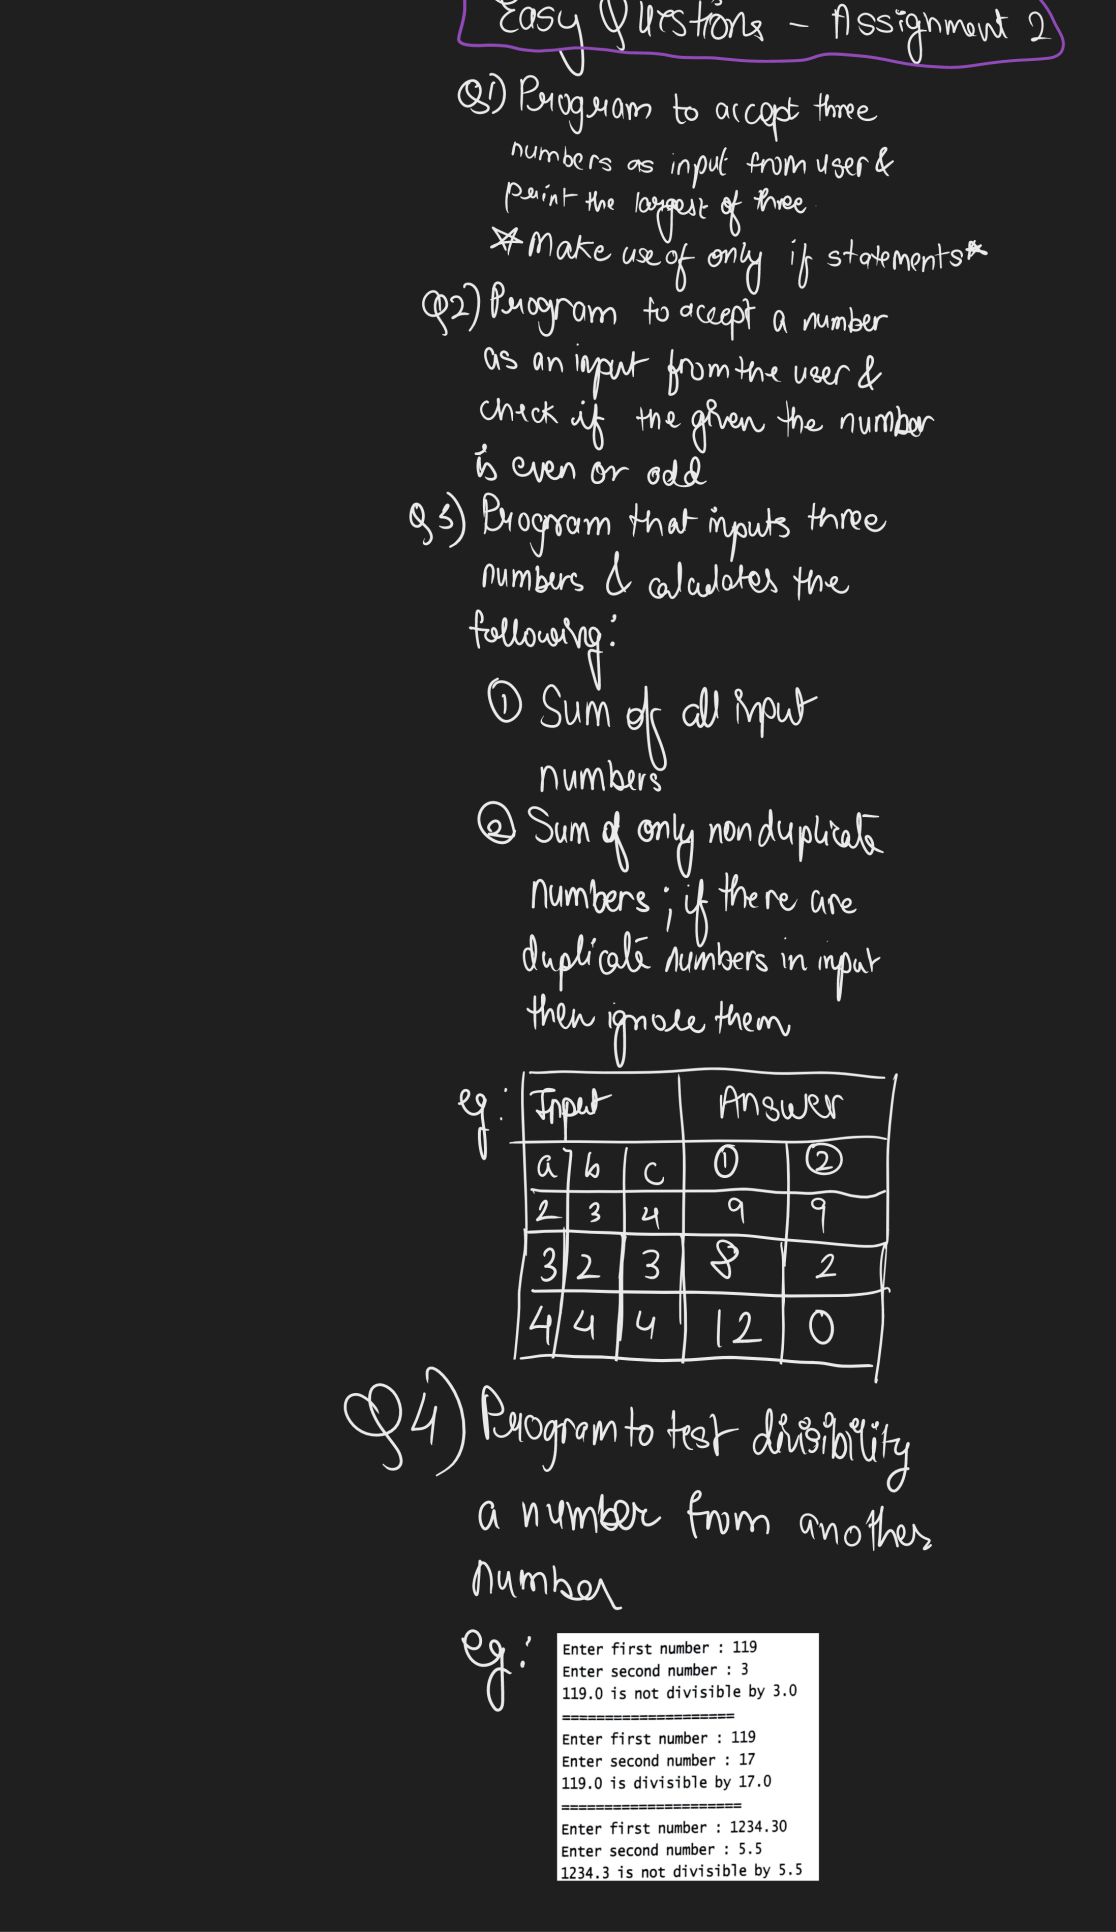 Easy Questions - Assignment 2
Q1) Program to accept three
numbers as input from user &
print the largest of three
*Make use of only if statements*
Q2) Program to accept a number
as an input from the user &
check if the given the number
is even or odd
Q3) Program that inputs three
numbers & calculates the
following:
① Sum of all input
numbers
② Sum of only nonduplicate
numbers ; if there are
duplicate numbers in input
then ignore them
eg: Input Answer
a b c ① ②
2 3 4 9 9
3 2 3 8 2
4 4 4 12 0
Q4) Program to test divisibility
a number from another
number
eg:
Enter first number : 119
Enter second number : 3
119.0 is not divisible by 3.0
====================
Enter first number : 119
Enter second number : 17
119.0 is divisible by 17.0
=====================
Enter first number : 1234.30
Enter second number : 5.5
1234.3 is not divisible by 5.5